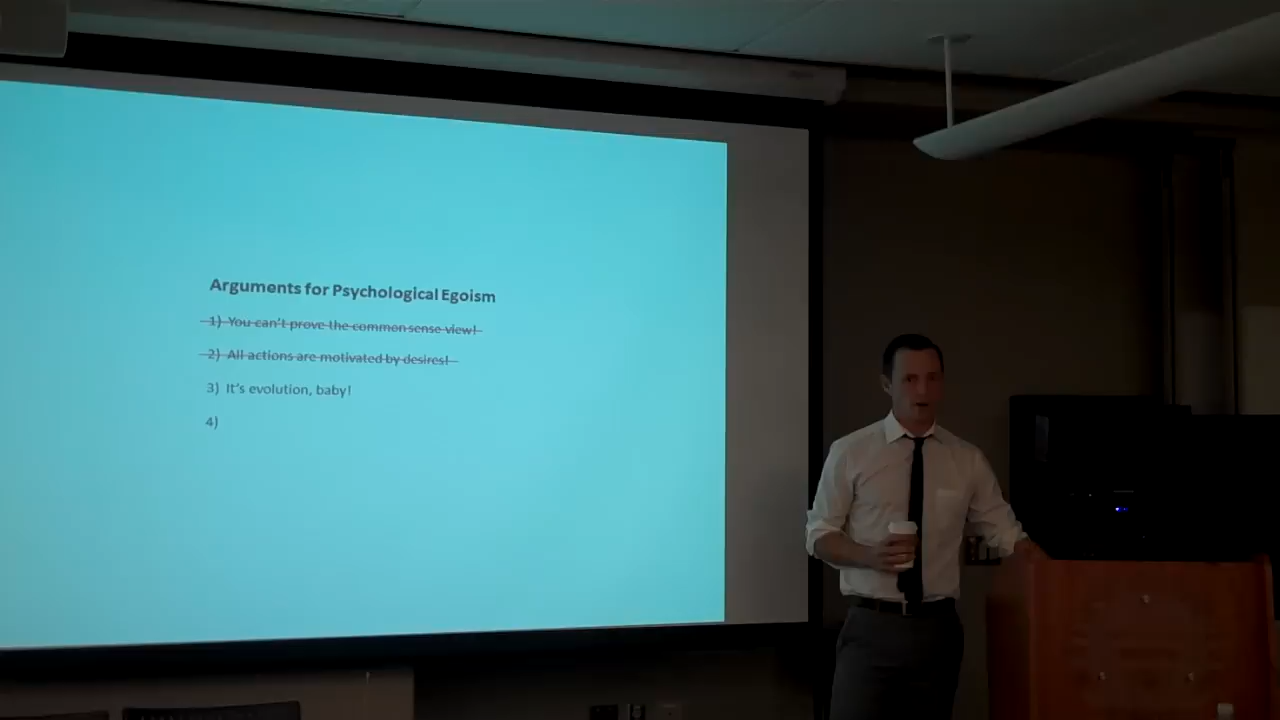 Arguments for Psychological Egoism
1) You can't prove the common sense view!
2) All actions are motivated by desires!
3) It's evolution, baby!
4)